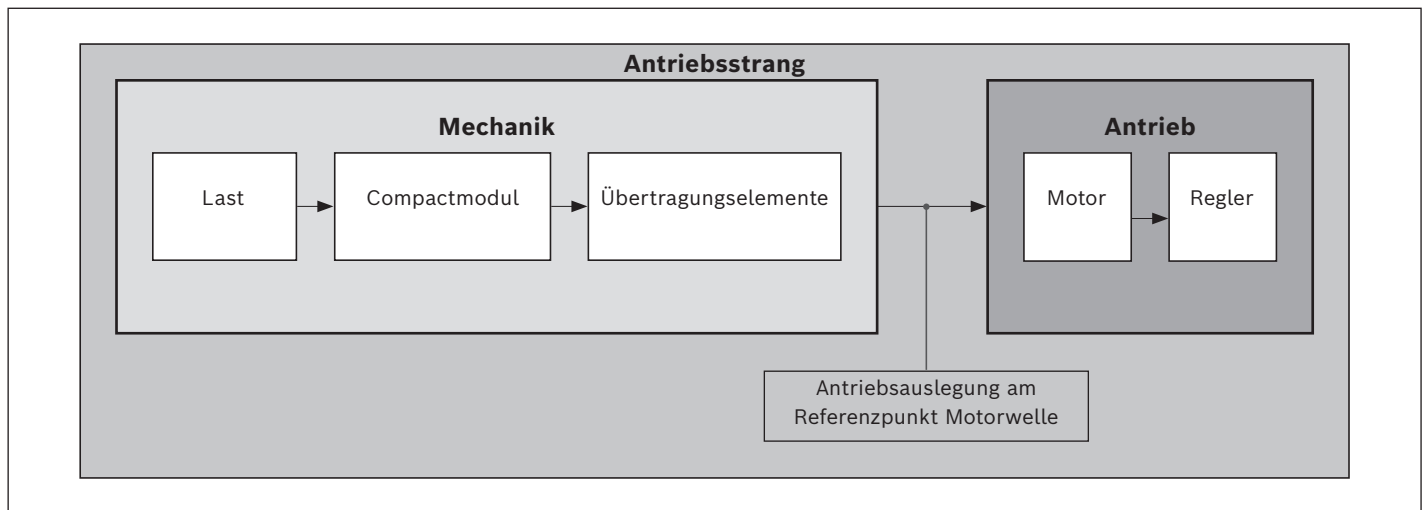 Antriebsstrang
Mechanik
Last
Compactmodul
Übertragungselemente
Antrieb
Motor
Regler
Antriebsauslegung am
Referenzpunkt Motorwelle